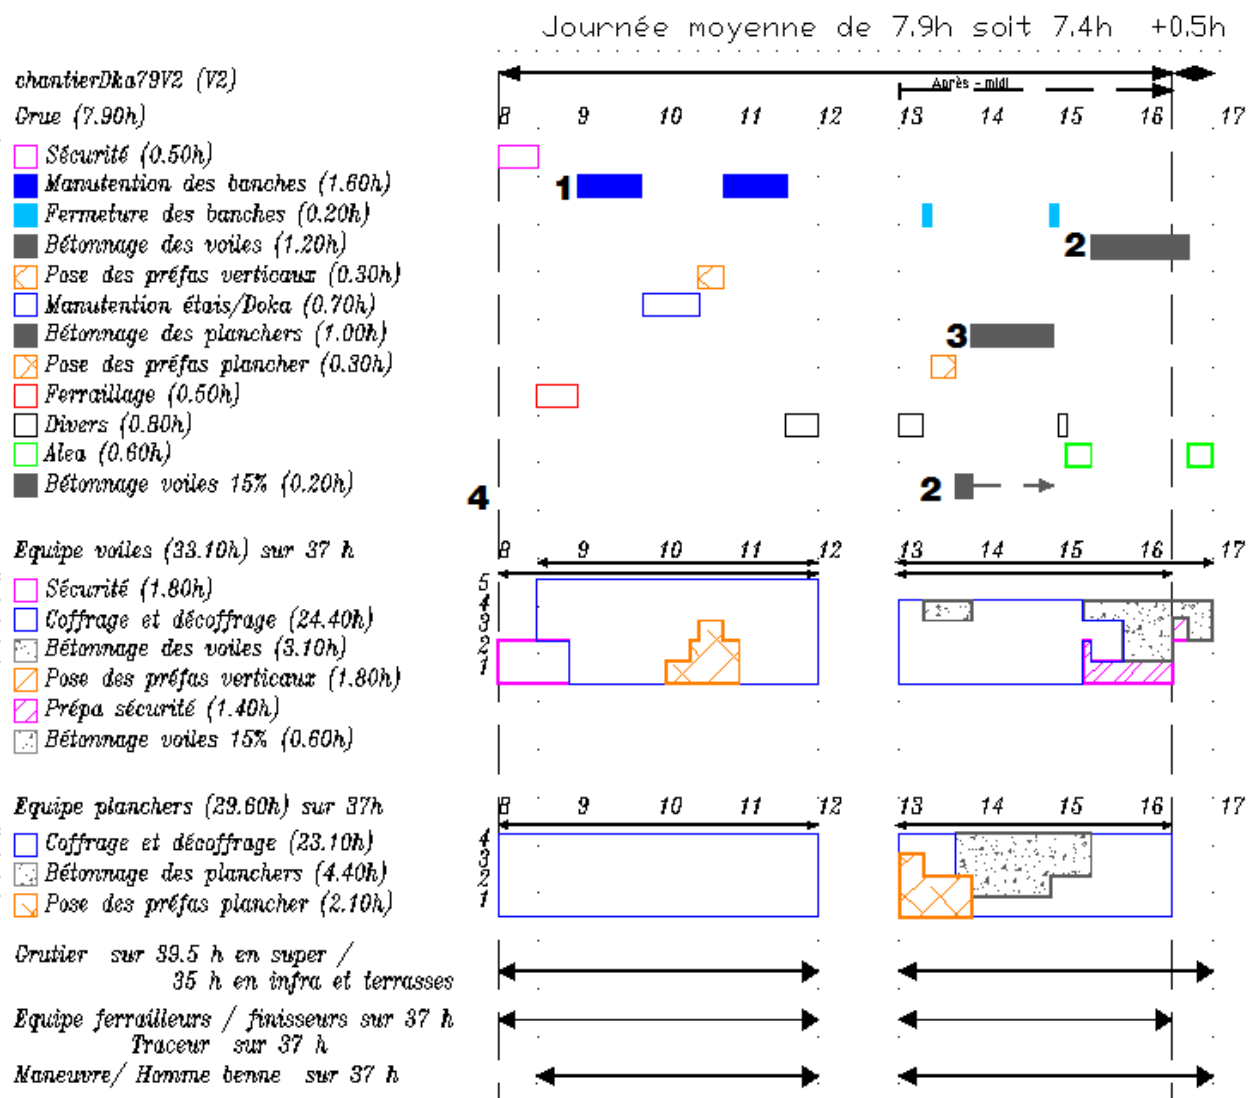 Journée moyenne de 7.9h soit 7.4h +0.5h
chantierDka79V2 (V2)
Après - midi
Grue (7.90h)
8 9 10 11 12 13 14 15 16 17
Sécurité (0.50h)
Manutention des banches (1.60h)
1
Fermeture des banches (0.20h)
Bétonnage des voiles (1.20h)
2
Pose des préfas verticaux (0.30h)
Manutention étais/Doka (0.70h)
Bétonnage des planchers (1.00h)
3
Pose des préfas plancher (0.30h)
Ferraillage (0.50h)
Divers (0.80h)
Alea (0.60h)
Bétonnage voiles 15% (0.20h)
2
4
Equipe voiles (33.10h) sur 37 h
8 9 10 11 12 13 14 15 16 17
5
4
3
2
1
Sécurité (1.80h)
Coffrage et décoffrage (24.40h)
Bétonnage des voiles (3.10h)
Pose des préfas verticaux (1.80h)
Prépa sécurité (1.40h)
Bétonnage voiles 15% (0.60h)
Equipe planchers (29.60h) sur 37h
8 9 10 11 12 13 14 15 16 17
4
3
2
1
Coffrage et décoffrage (23.10h)
Bétonnage des planchers (4.40h)
Pose des préfas plancher (2.10h)
Grutier sur 39.5 h en super /
35 h en infra et terrasses
Equipe ferrailleurs / finisseurs sur 37 h
Traceur sur 37 h
Maneuvre/ Homme benne sur 37 h